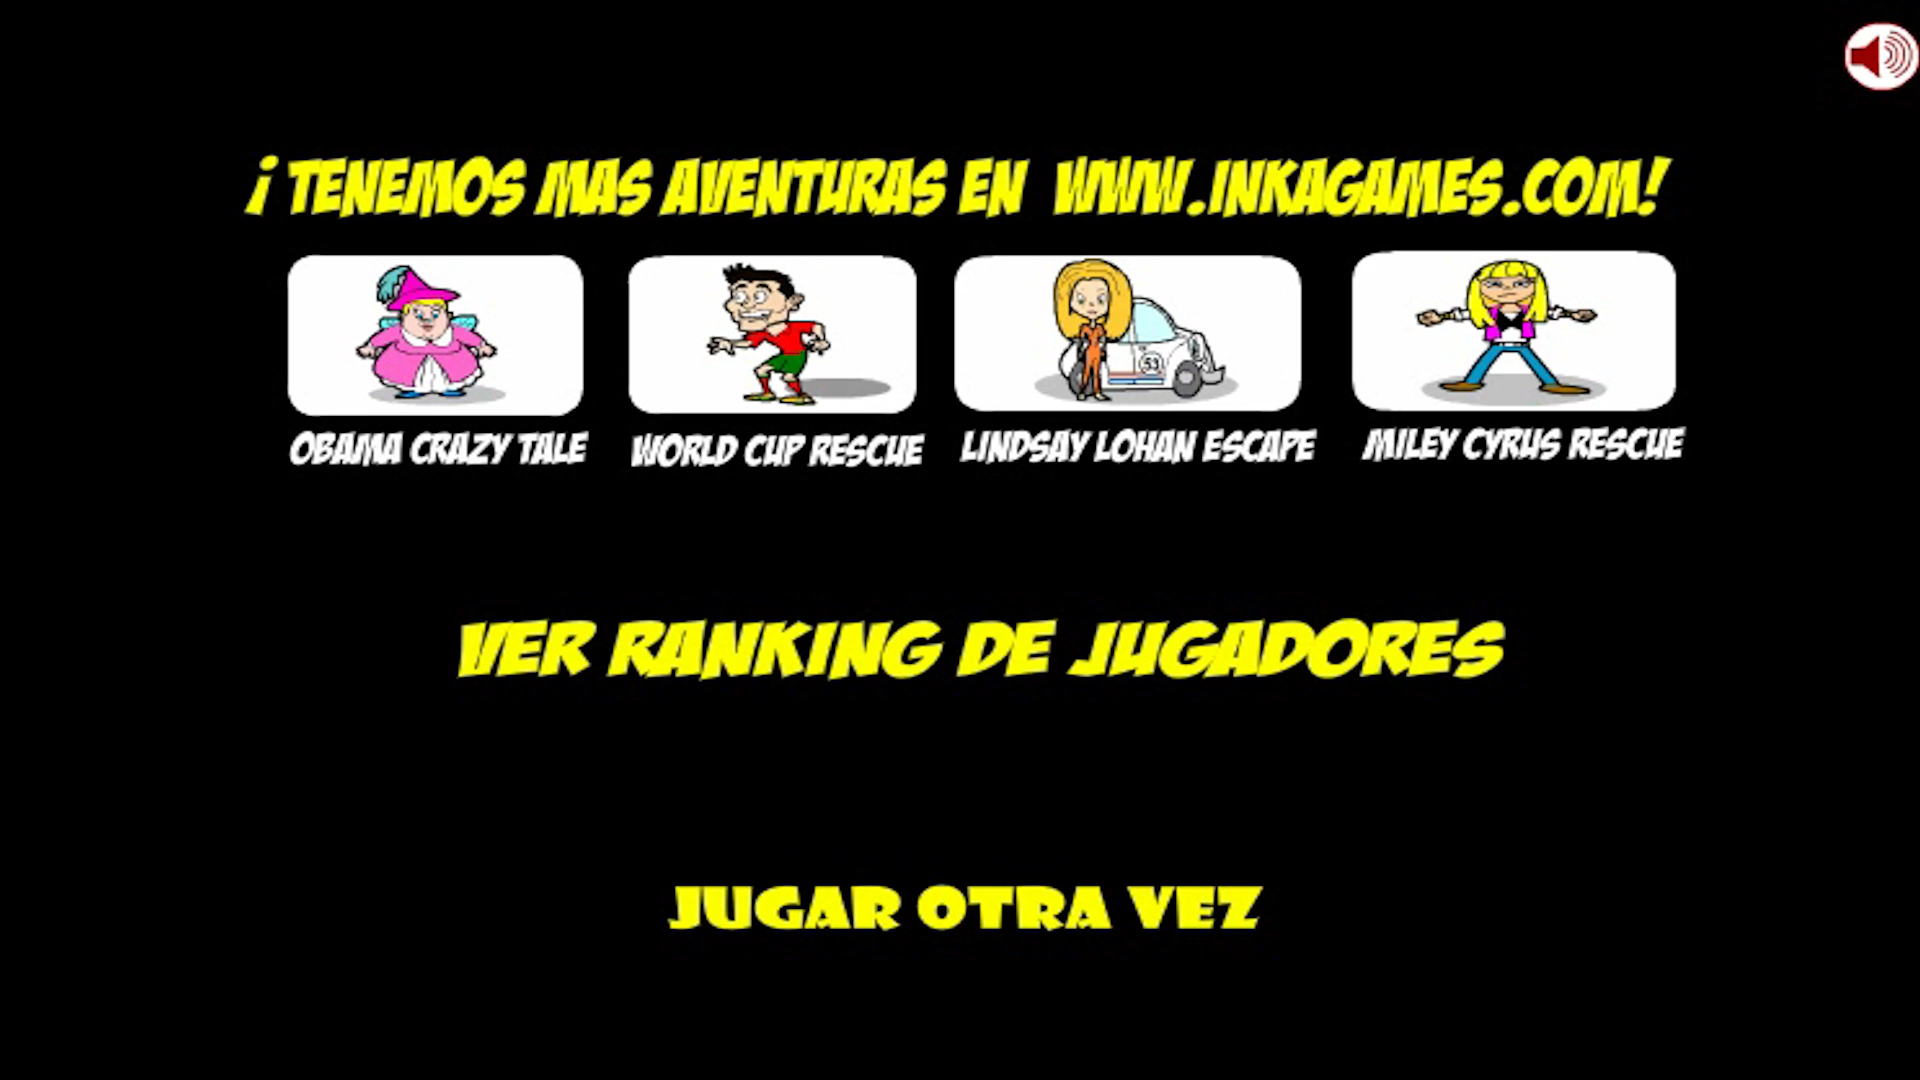 ¡ TENEMOS MAS AVENTURAS EN WWW.INKAGAMES.COM!
53
OBAMA CRAZY TALE
WORLD CUP RESCUE
LINDSAY LOHAN ESCAPE
MILEY CYRUS RESCUE
VER RANKING DE JUGADORES
JUGAR OTRA VEZ